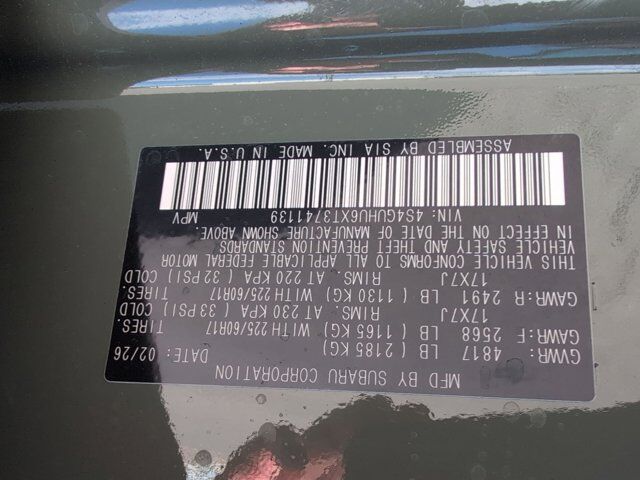 MFD BY SUBARU CORPORATION DATE: 02/26
GVWR: 4817 LB ( 2185 KG)
GAWR:F 2568 LB ( 1165 KG) WITH 225/60R17 TIRES.
17X7J RIMS. AT 230 KPA ( 33 PSI) COLD
GAWR:R 2491 LB ( 1130 KG) WITH 225/60R17 TIRES.
17X7J RIMS. AT 220 KPA ( 32 PSI) COLD
THIS VEHICLE CONFORMS TO ALL APPLICABLE FEDERAL MOTOR
VEHICLE SAFETY AND THEFT PREVENTION STANDARDS
IN EFFECT ON THE DATE OF MANUFACTURE SHOWN ABOVE.
VIN: 4S4GUHU6XT3741139 MPV
ASSEMBLED BY SIA INC. MADE IN U.S.A.